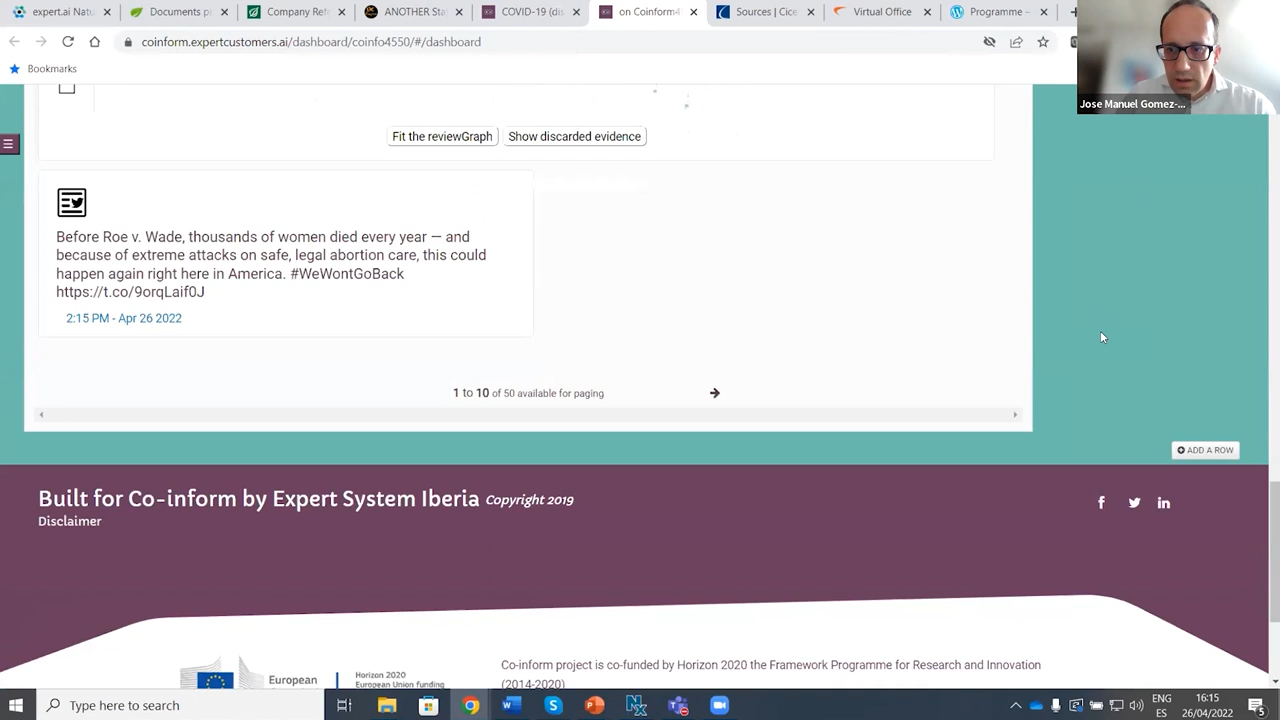 expert.ai Natu
Documents p
Company Refe
ANOTHER Sta
COVID-19 (dis
on Coinform4
Sources | Cice
Virtual Office
Programme –
coinform.expertcustomers.ai/dashboard/coinfo4550/#/dashboard
Bookmarks
Jose Manuel Gomez-...
Fit the reviewGraph
Show discarded evidence
Before Roe v. Wade, thousands of women died every year — and
because of extreme attacks on safe, legal abortion care, this could
happen again right here in America. #WeWontGoBack
https://t.co/9orqLaif0J
2:15 PM - Apr 26 2022
1 to 10 of 50 available for paging
ADD A ROW
Built for Co-inform by Expert System Iberia Copyright 2019
Disclaimer
European
Horizon 2020
European Union funding
Co-inform project is co-funded by Horizon 2020 the Framework Programme for Research and Innovation
(2014-2020)
Type here to search
ENG
ES
16:15
26/04/2022
5